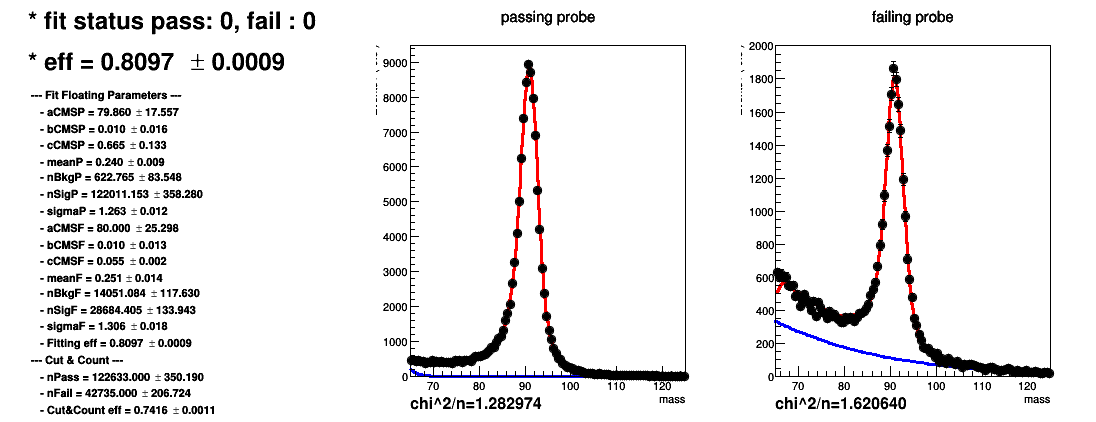 * fit status pass: 0, fail : 0
* eff = 0.8097 ± 0.0009
--- Fit Floating Parameters ---
- aCMSP = 79.860 ± 17.557
- bCMSP = 0.010 ± 0.016
- cCMSP = 0.665 ± 0.133
- meanP = 0.240 ± 0.009
- nBkgP = 622.765 ± 83.548
- nSigP = 122011.153 ± 358.280
- sigmaP = 1.263 ± 0.012
- aCMSF = 80.000 ± 25.298
- bCMSF = 0.010 ± 0.013
- cCMSF = 0.055 ± 0.002
- meanF = 0.251 ± 0.014
- nBkgF = 14051.084 ± 117.630
- nSigF = 28684.405 ± 133.943
- sigmaF = 1.306 ± 0.018
- Fitting eff = 0.8097 ± 0.0009
--- Cut & Count ---
- nPass = 122633.000 ± 350.190
- nFail = 42735.000 ± 206.724
- Cut&Count eff = 0.7416 ± 0.0011
passing probe
9000
8000
7000
6000
5000
4000
3000
2000
1000
0
70 80 90 100 110 120
mass
chi^2/n=1.282974
failing probe
2000
1800
1600
1400
1200
1000
800
600
400
200
0
70 80 90 100 110 120
mass
chi^2/n=1.620640